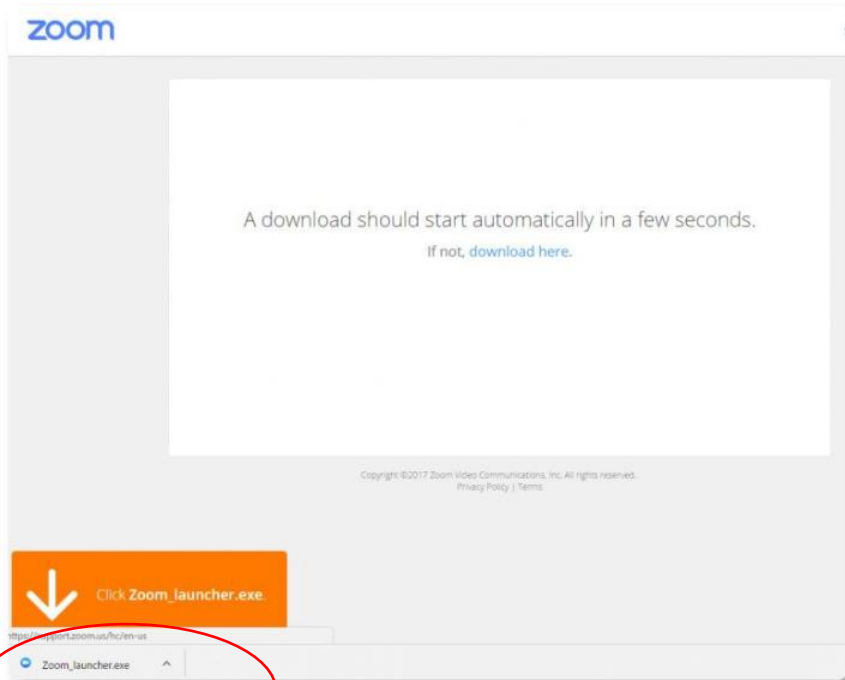 zoom
A download should start automatically in a few seconds.
If not, download here.
Copyright ©2017 Zoom Video Communications, Inc. All rights reserved.
Privacy Policy | Terms
Click Zoom_launcher.exe.
https://support.zoom.us/hc/en-us
Zoom_launcher.exe